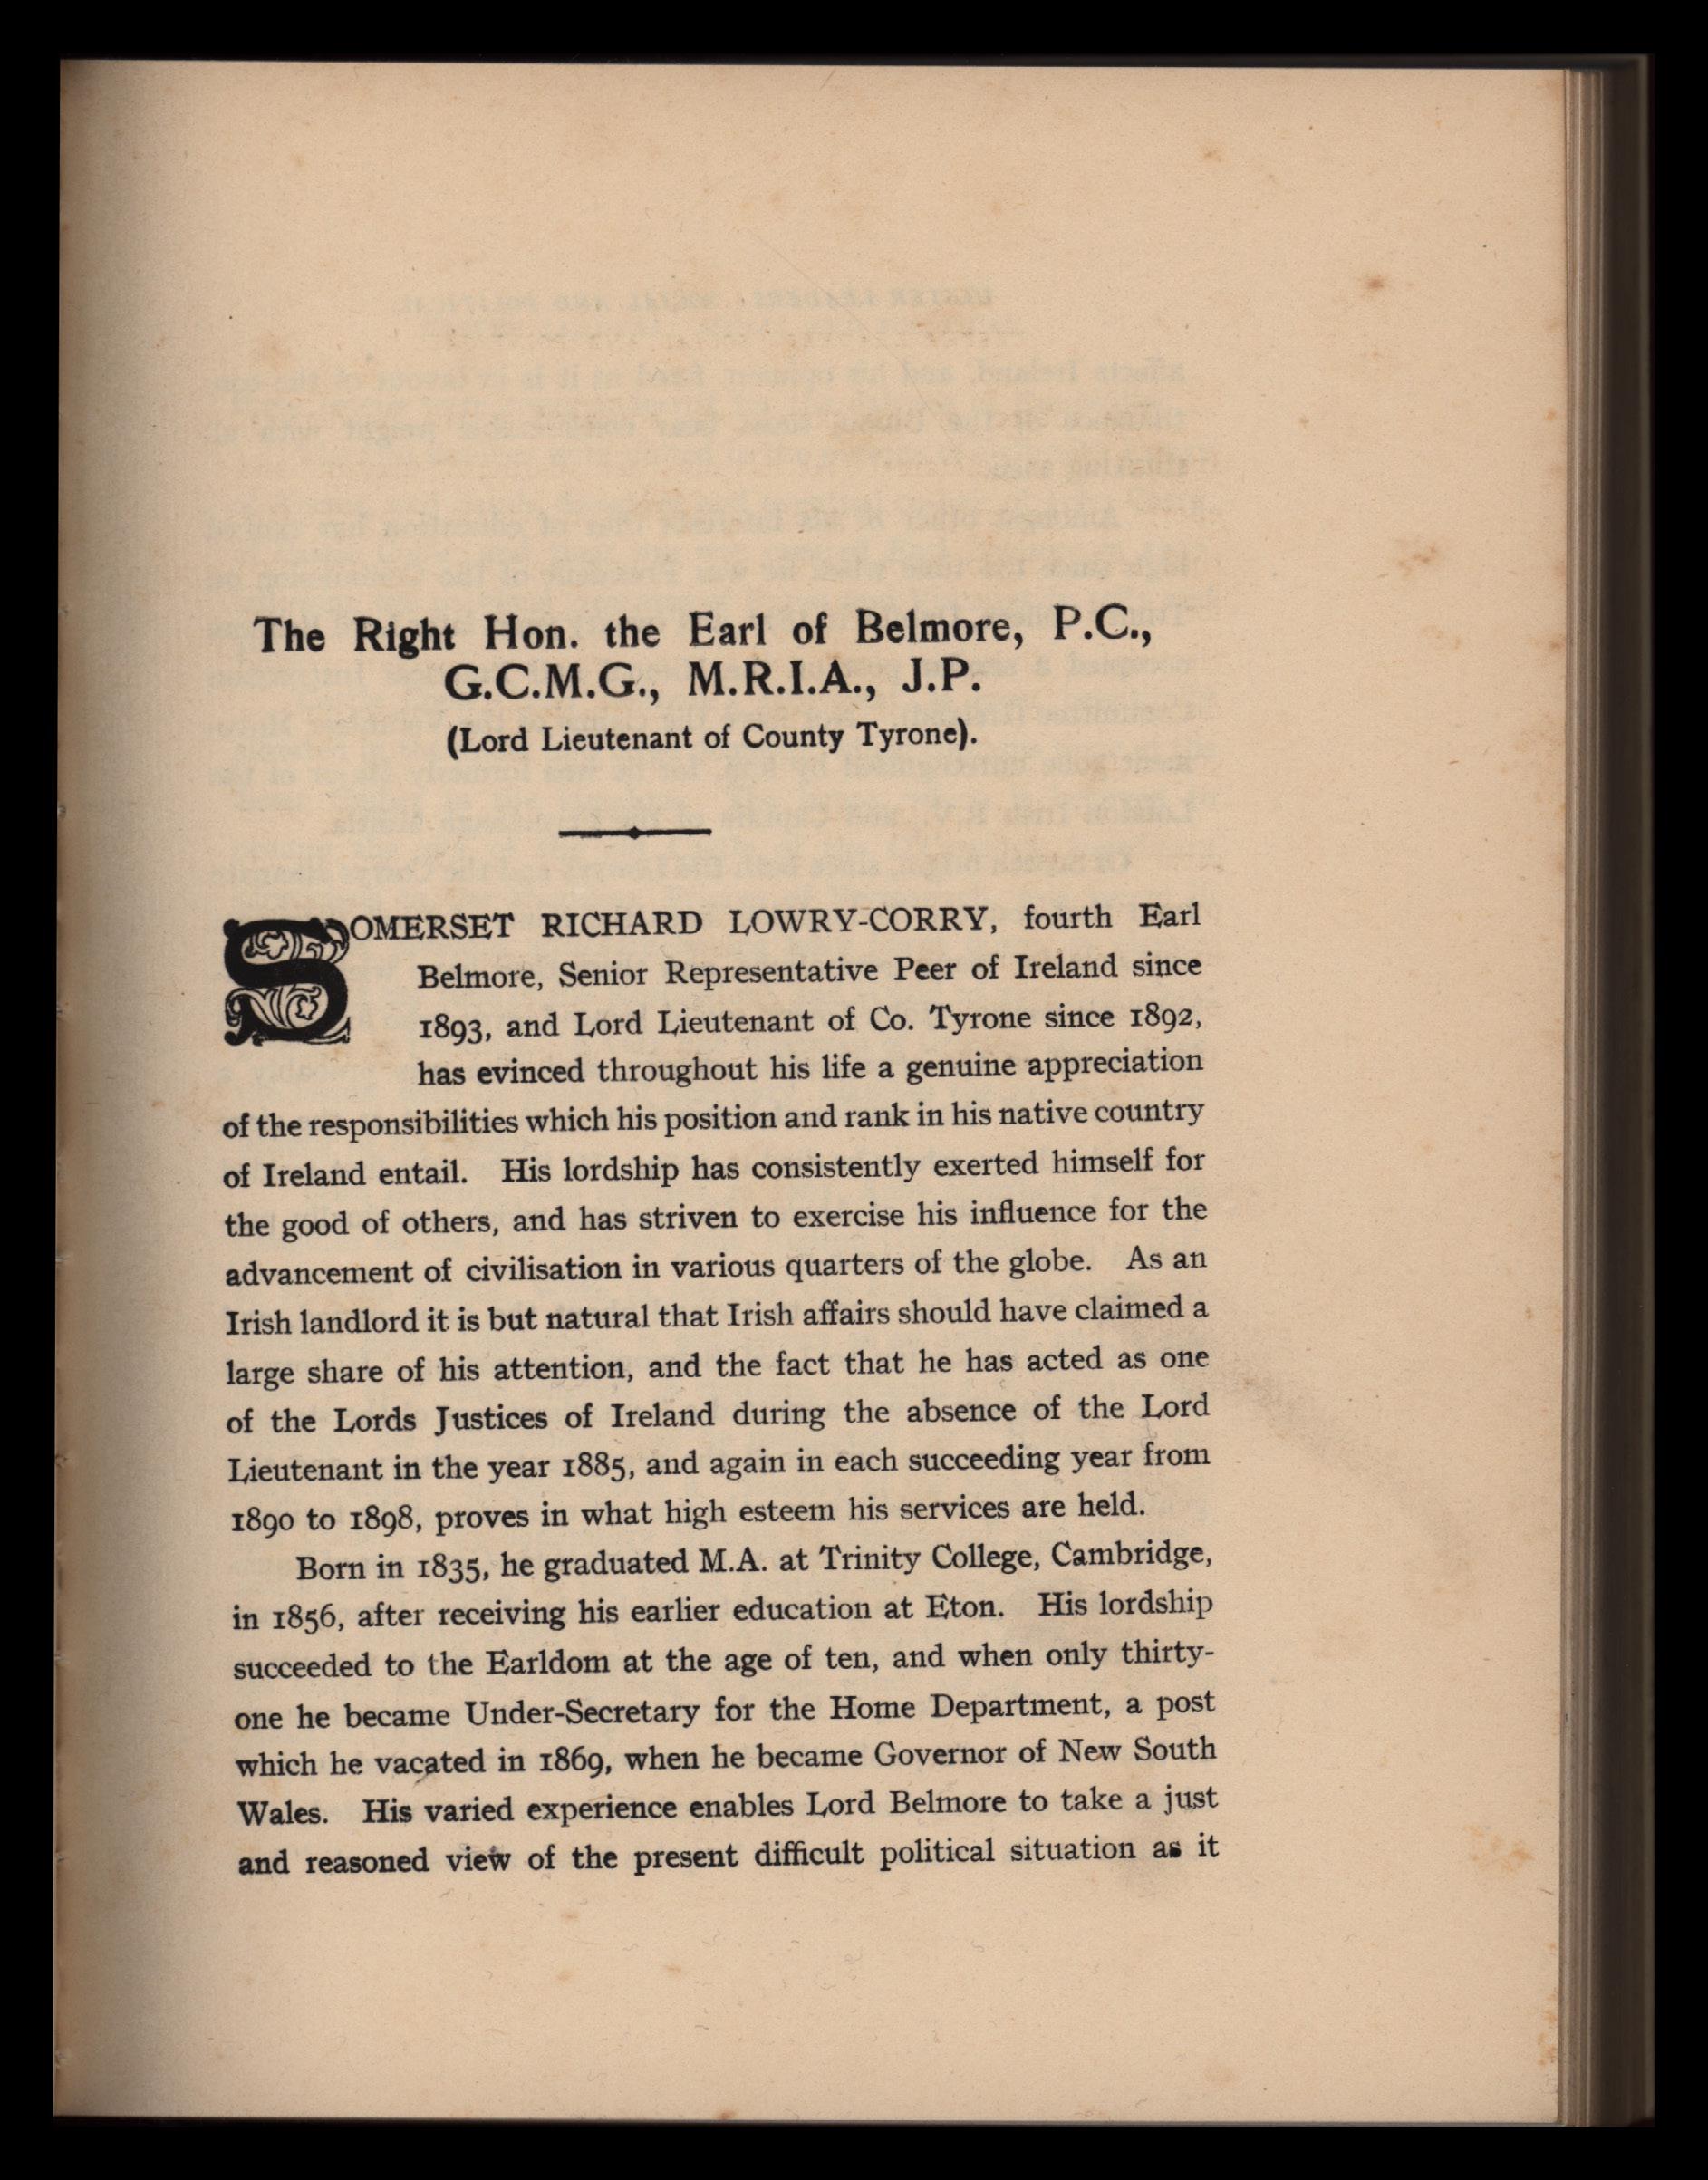 The Right Hon. the Earl of Belmore, P.C.,
G.C.M.G., M.R.I.A., J.P.
(Lord Lieutenant of County Tyrone).
SOMERSET RICHARD LOWRY-CORRY, fourth Earl
Belmore, Senior Representative Peer of Ireland since
1893, and Lord Lieutenant of Co. Tyrone since 1892,
has evinced throughout his life a genuine appreciation
of the responsibilities which his position and rank in his native country
of Ireland entail. His lordship has consistently exerted himself for
the good of others, and has striven to exercise his influence for the
advancement of civilisation in various quarters of the globe. As an
Irish landlord it is but natural that Irish affairs should have claimed a
large share of his attention, and the fact that he has acted as one
of the Lords Justices of Ireland during the absence of the Lord
Lieutenant in the year 1885, and again in each succeeding year from
1890 to 1898, proves in what high esteem his services are held.
Born in 1835, he graduated M.A. at Trinity College, Cambridge,
in 1856, after receiving his earlier education at Eton. His lordship
succeeded to the Earldom at the age of ten, and when only thirty-
one he became Under-Secretary for the Home Department, a post
which he vacated in 1869, when he became Governor of New South
Wales. His varied experience enables Lord Belmore to take a just
and reasoned view of the present difficult political situation as it